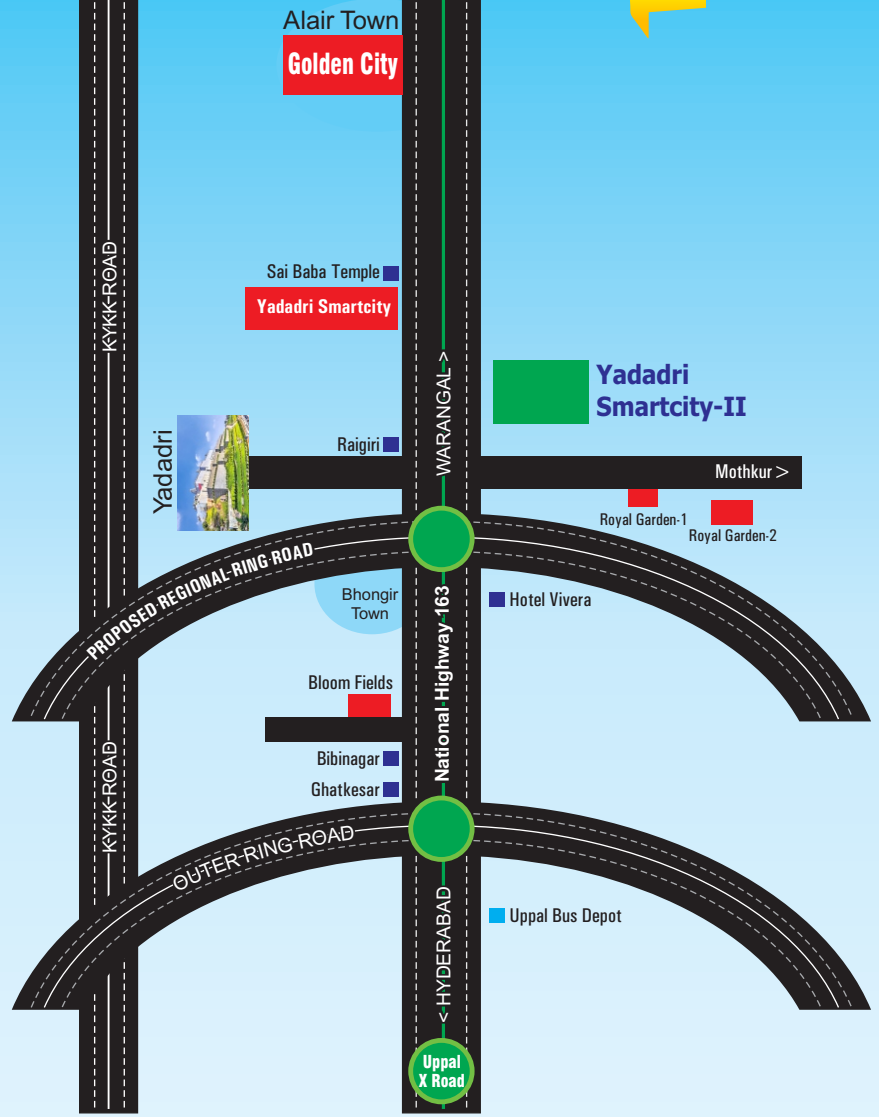 Alair Town
Golden City
KYKK ROAD
Sai Baba Temple
Yadadri Smartcity
WARANGAL >
Yadadri
Smartcity-II
Yadadri
Raigiri
Mothkur >
Royal Garden-1
Royal Garden-2
PROPOSED REGIONAL RING ROAD
Bhongir
Town
National Highway-163
Hotel Vivera
Bloom Fields
KYKK ROAD
Bibinagar
Ghatkesar
OUTER RING ROAD
< HYDERABAD
Uppal Bus Depot
Uppal
X Road